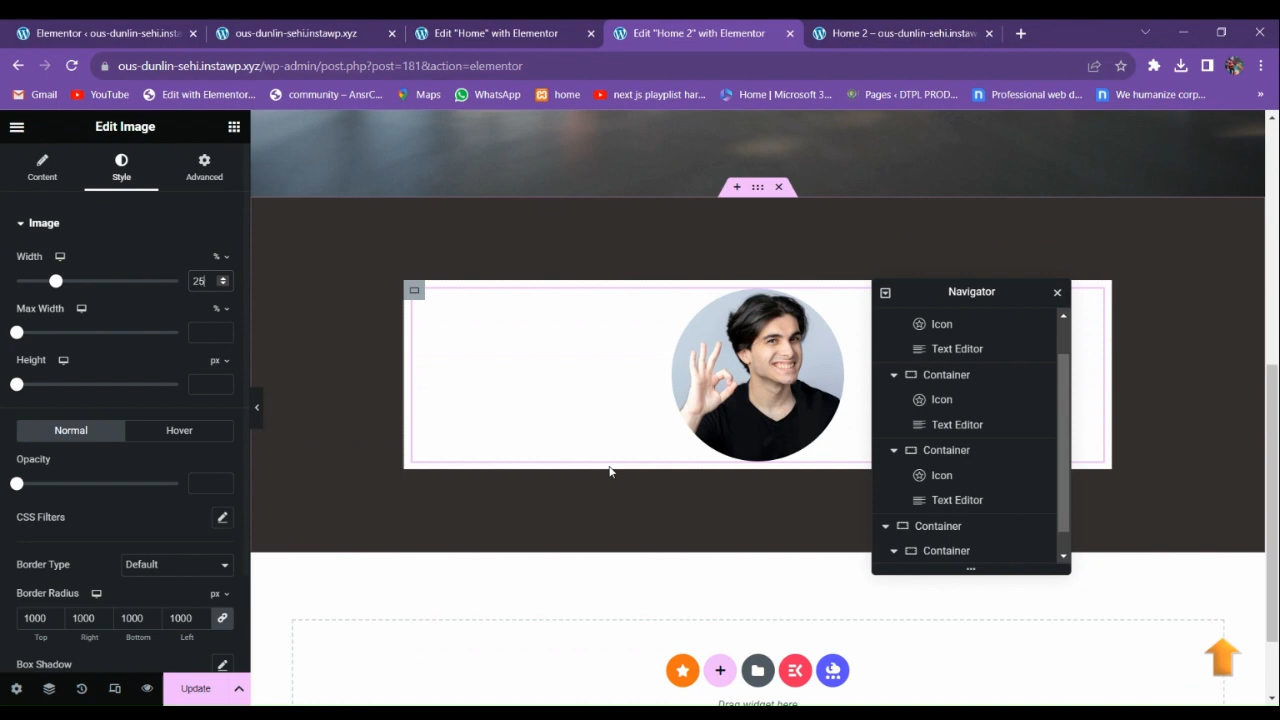 Elementor ‹ ous-dunlin-sehi.insta
ous-dunlin-sehi.instawp.xyz
Edit "Home" with Elementor
Edit "Home 2" with Elementor
Home 2 – ous-dunlin-sehi.instaw
ous-dunlin-sehi.instawp.xyz/wp-admin/post.php?post=181&action=elementor
Gmail
YouTube
Edit with Elementor...
community – AnsrC...
Maps
WhatsApp
home
next js playlist har...
Home | Microsoft 3...
Pages ‹ DTPL PROD...
Professional web d...
We humanize corp...
»
Edit Image
Content
Style
Advanced
Image
Width
%
25
Max Width
%
Height
px
Normal
Hover
Opacity
CSS Filters
Border Type
Default
Border Radius
px
1000
1000
1000
1000
Top
Right
Bottom
Left
Box Shadow
Update
Navigator
Icon
Text Editor
Container
Icon
Text Editor
Container
Icon
Text Editor
Container
Container
Drag widget here